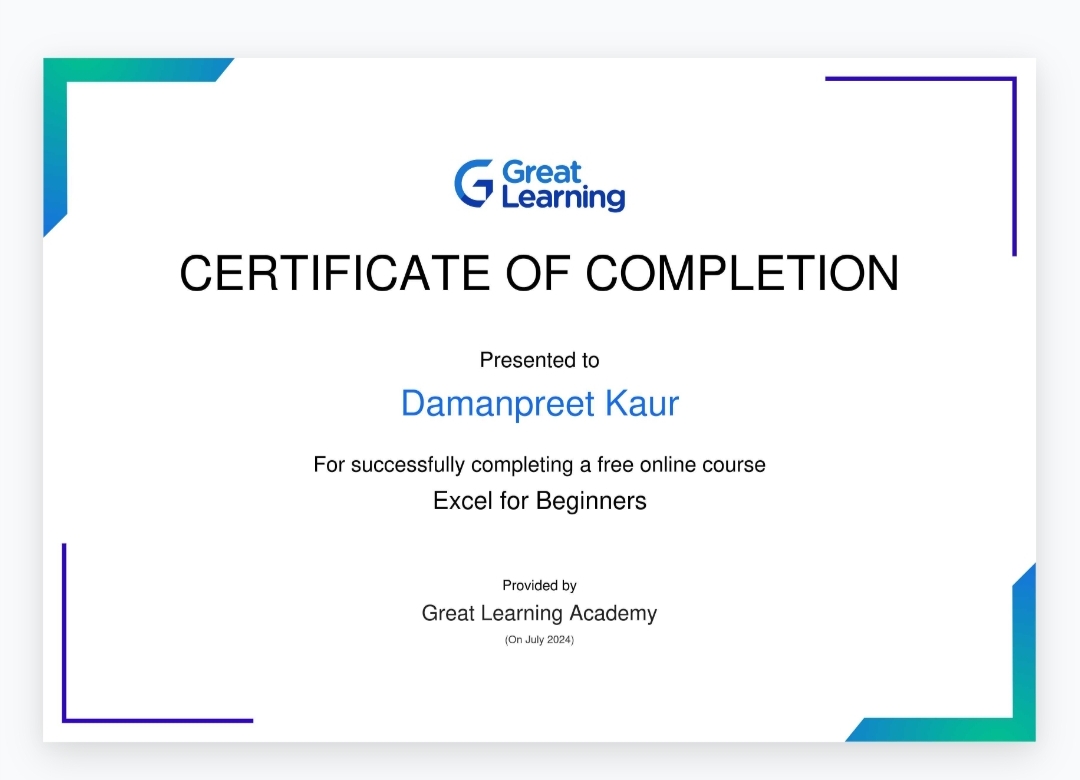 Great
Learning
CERTIFICATE OF COMPLETION
Presented to
Damanpreet Kaur
For successfully completing a free online course
Excel for Beginners
Provided by
Great Learning Academy
(On July 2024)